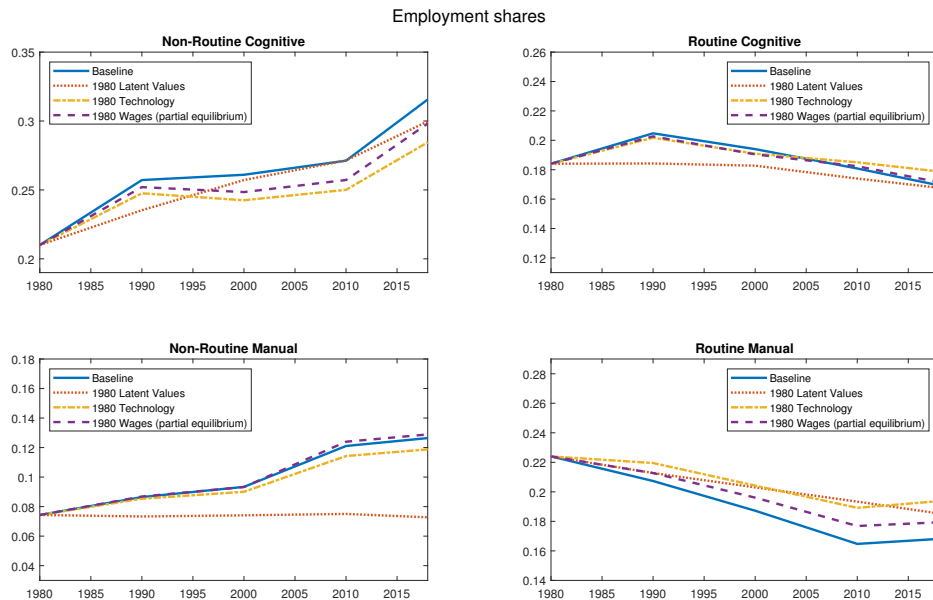 Employment shares
Non-Routine Cognitive
0.35
0.3
0.25
0.2
Baseline
1980 Latent Values
1980 Technology
1980 Wages (partial equilibrium)
1980 1985 1990 1995 2000 2005 2010 2015
Routine Cognitive
0.26
0.24
0.22
0.2
0.18
0.16
0.14
0.12
Baseline
1980 Latent Values
1980 Technology
1980 Wages (partial equilibrium)
1980 1985 1990 1995 2000 2005 2010 2015
Non-Routine Manual
0.18
0.16
0.14
0.12
0.1
0.08
0.06
0.04
Baseline
1980 Latent Values
1980 Technology
1980 Wages (partial equilibrium)
1980 1985 1990 1995 2000 2005 2010 2015
Routine Manual
0.28
0.26
0.24
0.22
0.2
0.18
0.16
0.14
Baseline
1980 Latent Values
1980 Technology
1980 Wages (partial equilibrium)
1980 1985 1990 1995 2000 2005 2010 2015